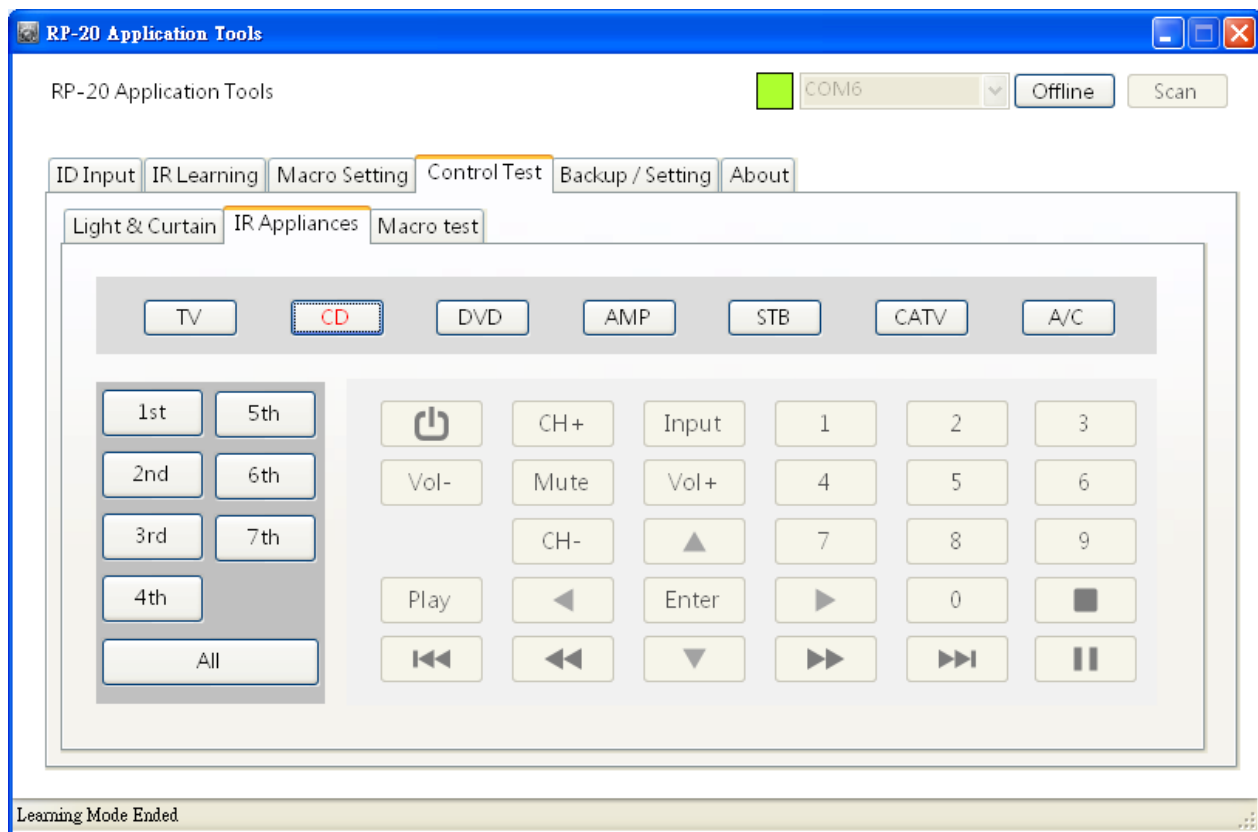 RP-20 Application Tools
RP-20 Application Tools COM6 Offline Scan
ID Input IR Learning Macro Setting Control Test Backup / Setting About
Light & Curtain IR Appliances Macro test
TV CD DVD AMP STB CATV A/C
1st 5th
2nd 6th
3rd 7th
4th
All
CH+ Input 1 2 3
Vol- Mute Vol+ 4 5 6
CH- 7 8 9
Play Enter 0
Learning Mode Ended